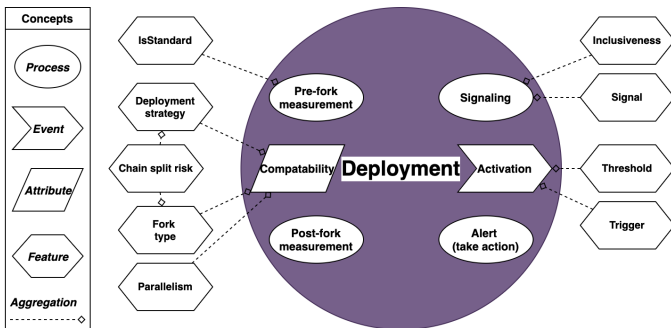 Concepts
Process
Event
Attribute
Feature
Aggregation
IsStandard
Deployment
strategy
Chain split risk
Fork
type
Parallelism
Pre-fork
measurement
Signaling
Compatability
Deployment
Activation
Post-fork
measurement
Alert
(take action)
Inclusiveness
Signal
Threshold
Trigger